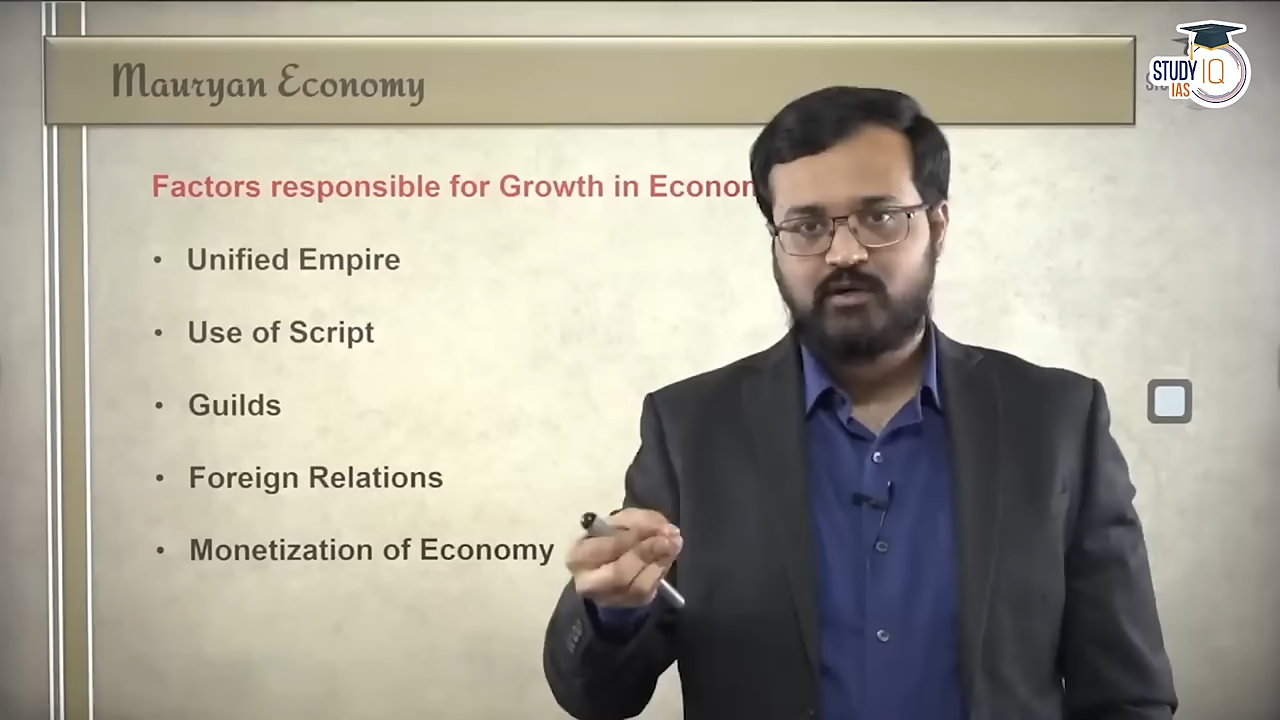 Mauryan Economy
STUDY IQ
IAS
Factors responsible for Growth in Econom
• Unified Empire
• Use of Script
• Guilds
• Foreign Relations
• Monetization of Economy